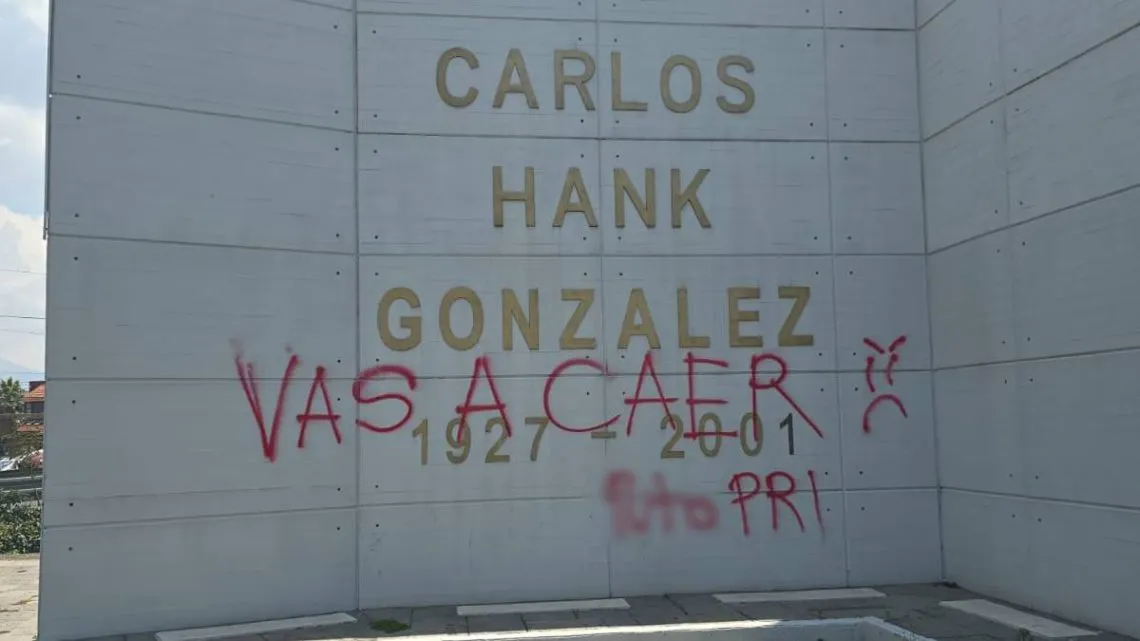 CARLOS
HANK
GONZALEZ
VAS A CAER
1927 - 2001
PRI